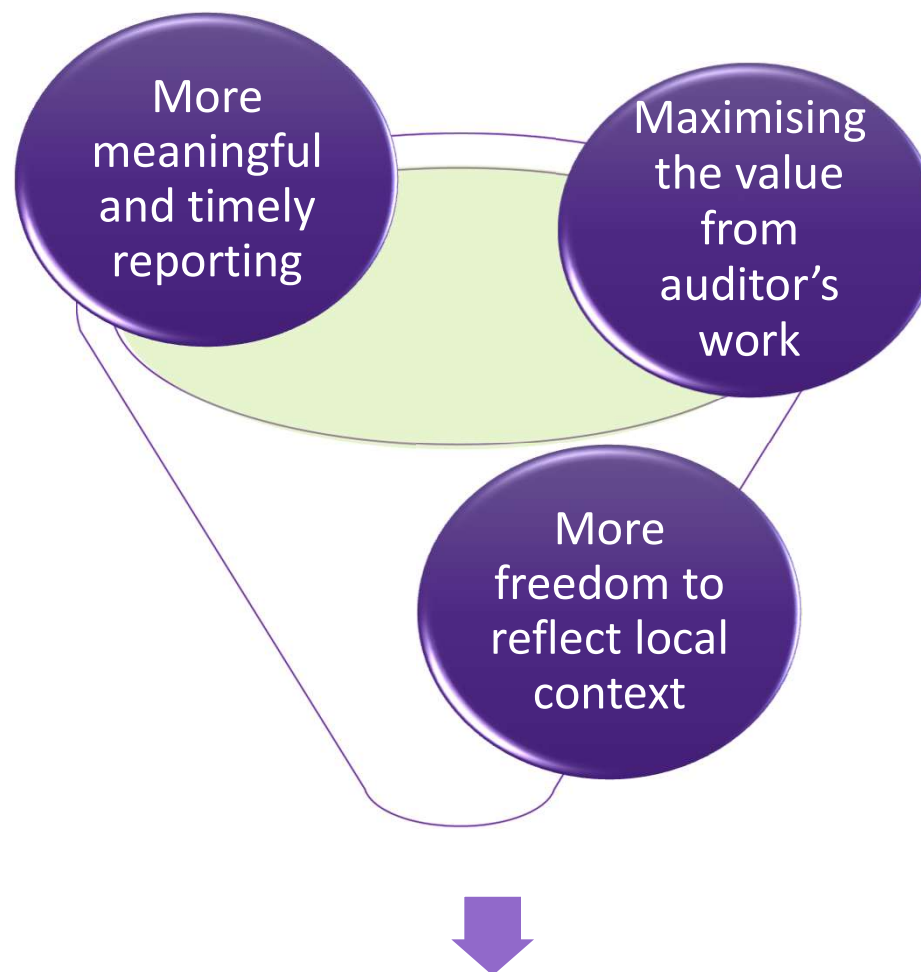 More
meaningful
and timely
reporting
Maximising
the value
from
auditor’s
work
More
freedom to
reflect local
context